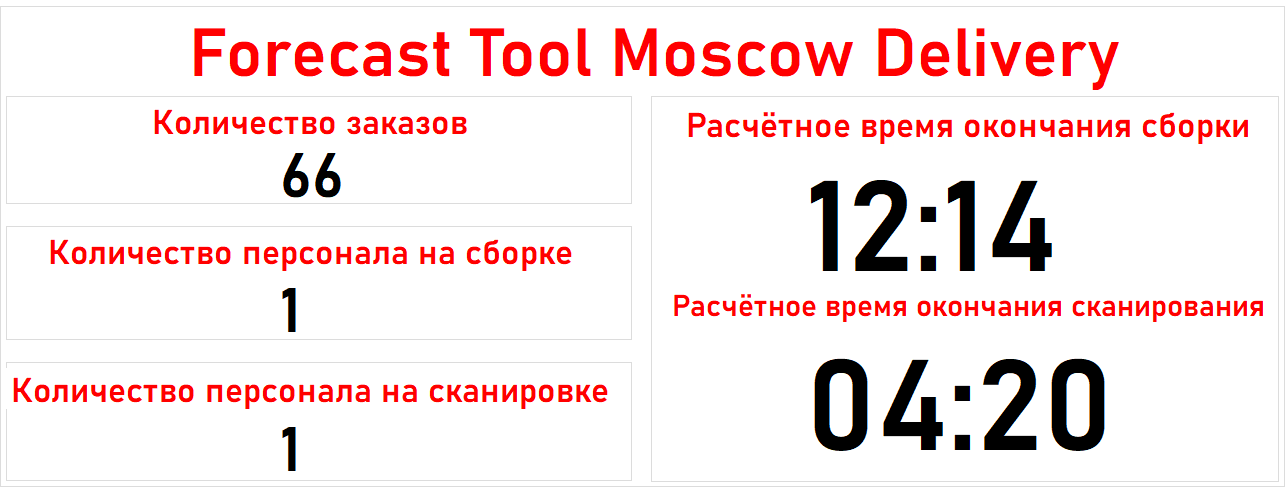 Forecast Tool Moscow Delivery
Количество заказов
66
Количество персонала на сборке
1
Количество персонала на сканировке
1
Расчётное время окончания сборки
12:14
Расчётное время окончания сканирования
04:20